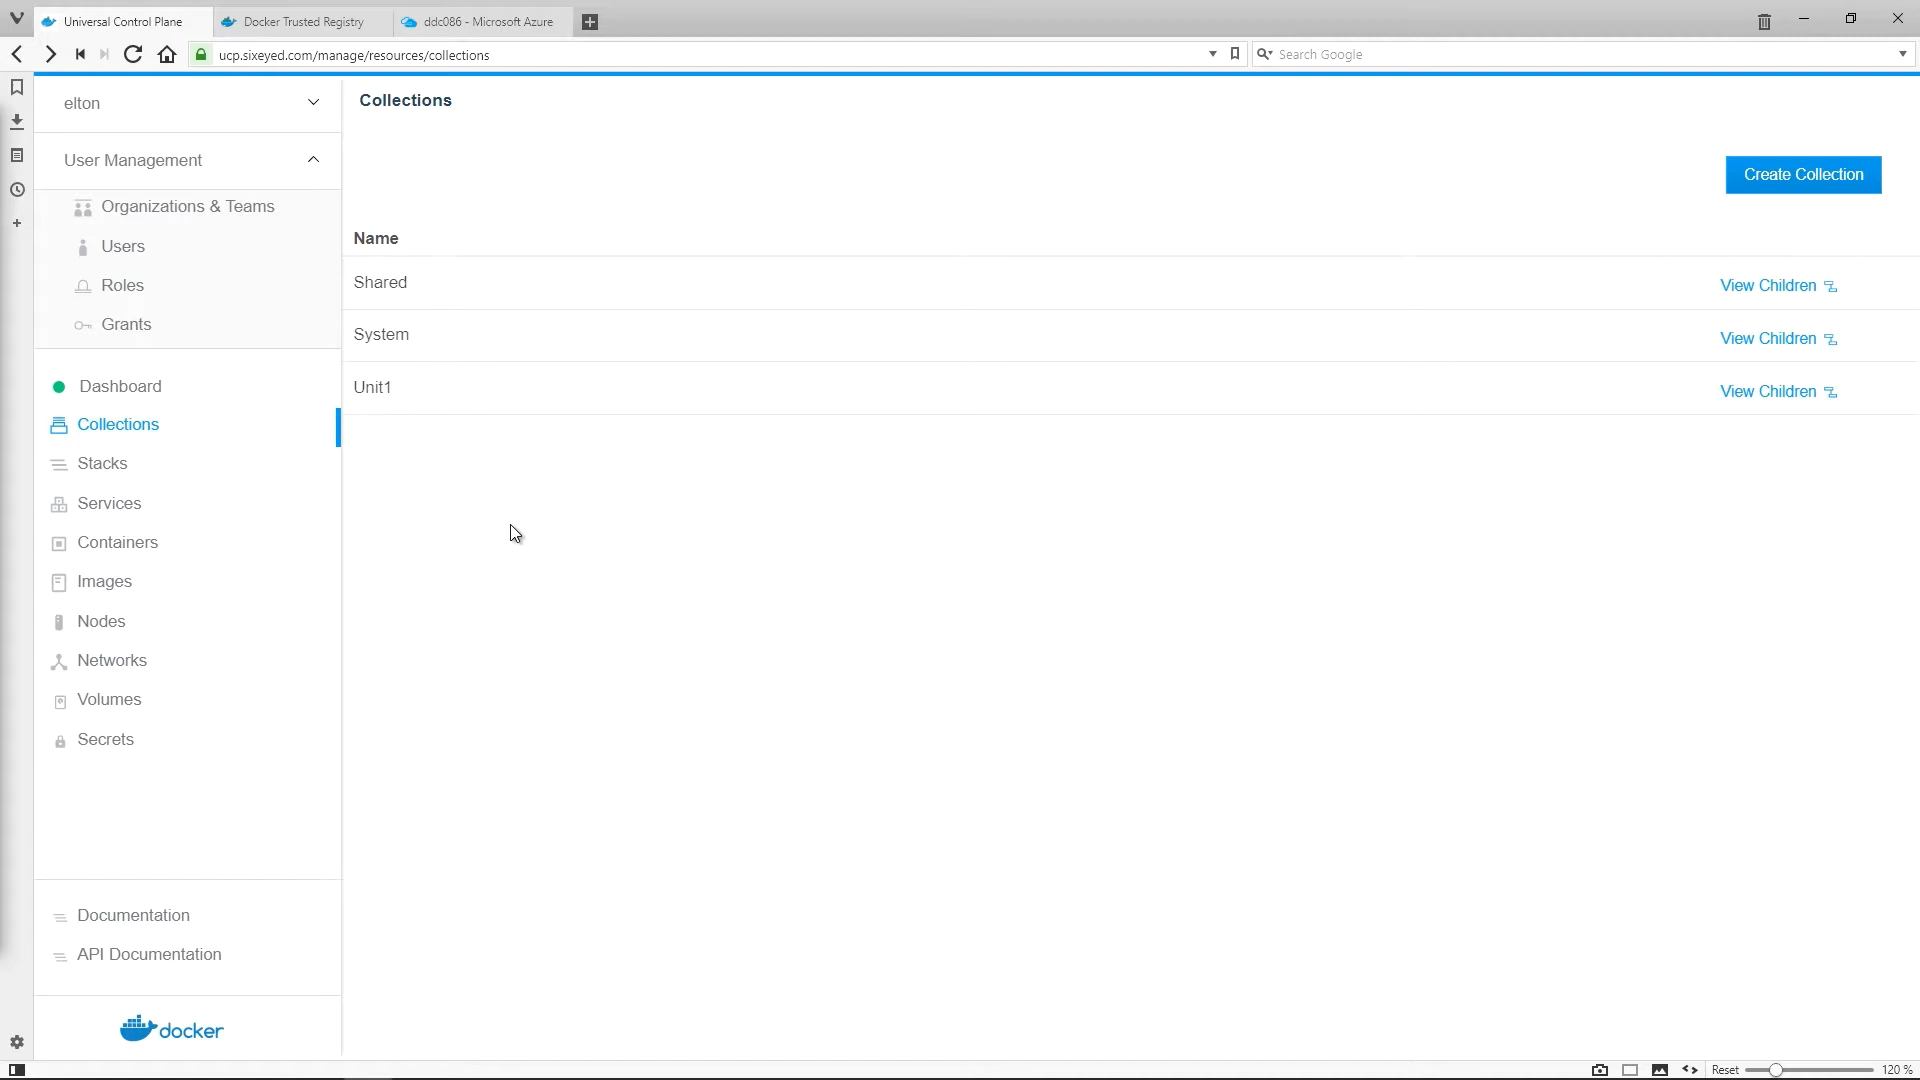 Universal Control Plane
Docker Trusted Registry
ddc086 - Microsoft Azure
ucp.sixeyed.com/manage/resources/collections
Search Google
elton
Collections
User Management
Create Collection
Organizations & Teams
Users
Roles
Grants
Name
Shared
View Children
System
View Children
Unit1
View Children
Dashboard
Collections
Stacks
Services
Containers
Images
Nodes
Networks
Volumes
Secrets
Documentation
API Documentation
docker
Reset
120 %